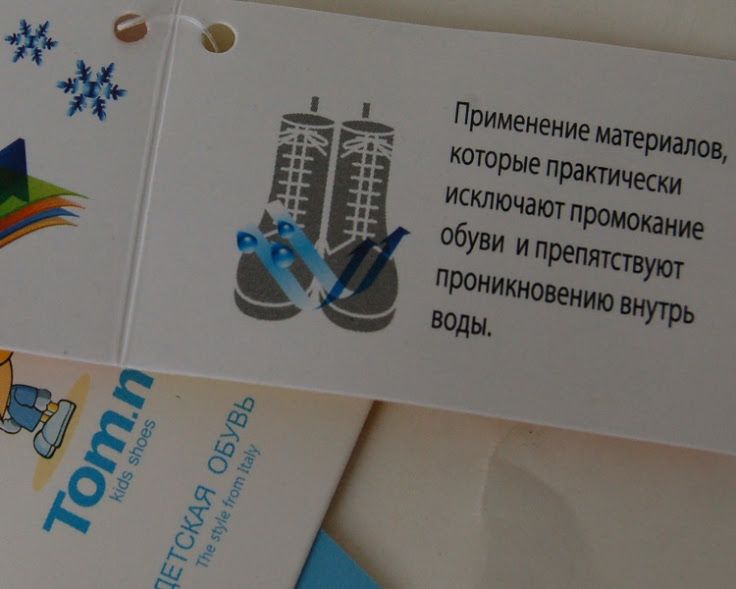 Применение материалов,
которые практически
исключают промокание
обуви и препятствуют
проникновению внутрь
воды.
Tom.n
kids shoes
ДЕТСКАЯ ОБУВЬ
The style from Italy